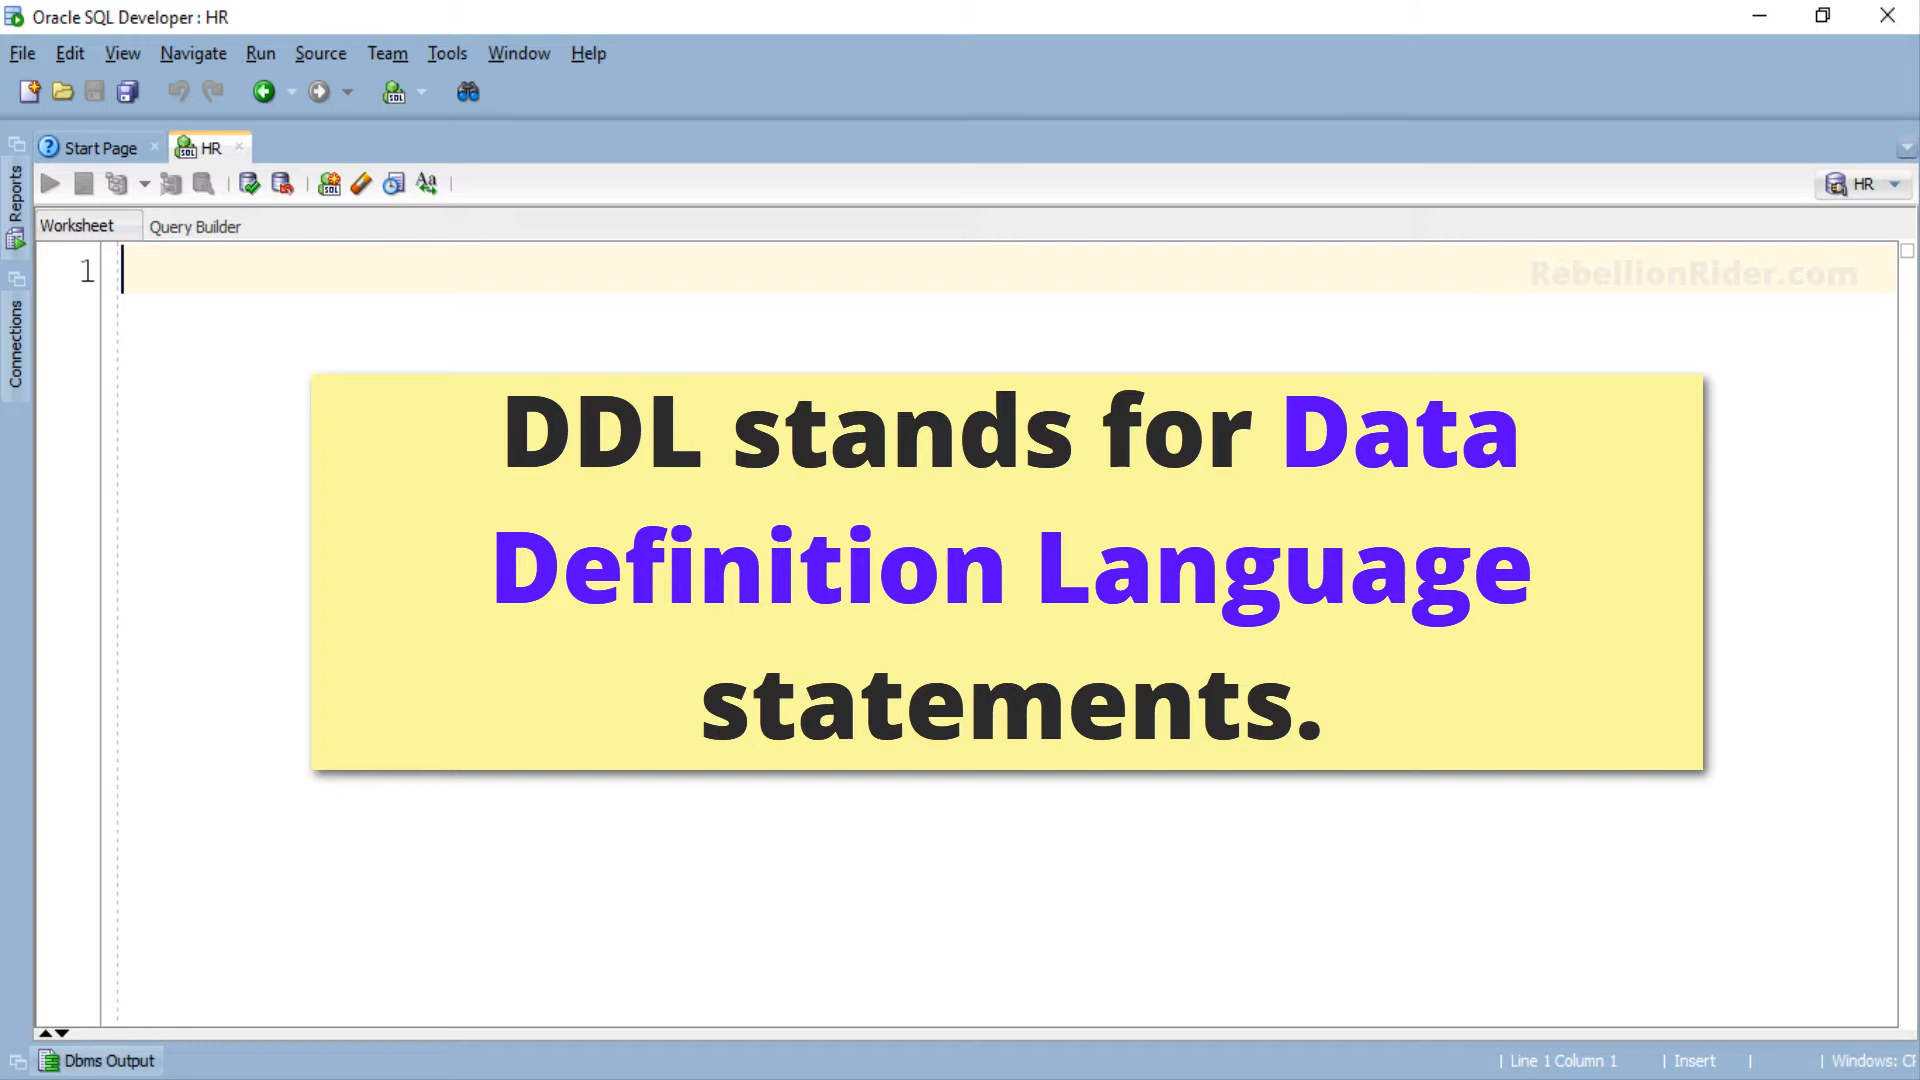 Oracle SQL Developer : HR
File Edit View Navigate Run Source Team Tools Window Help
Start Page HR
HR
Reports
Connections
Worksheet Query Builder
1
RebellionRider.com
DDL stands for Data
Definition Language
statements.
Dbms Output
Line 1 Column 1 Insert Windows: